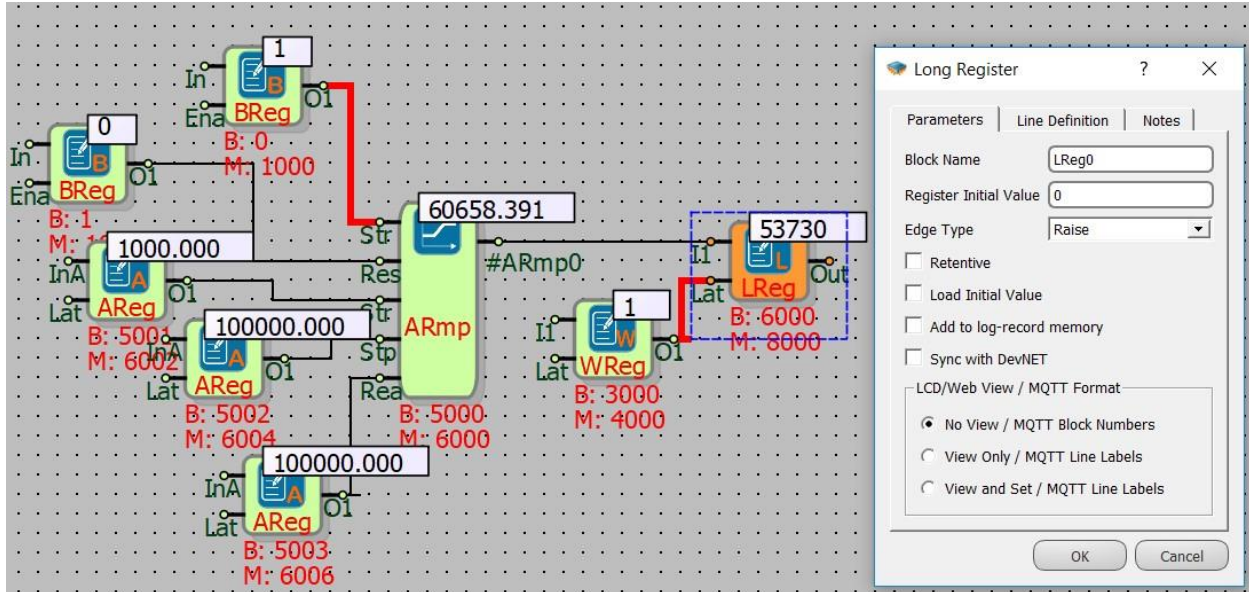 1
In
B
O1
Ena
BReg
B: 0
M: 1000
0
In
B
O1
Ena
BReg
B: 1
1000.000
InA
A
O1
Lat
AReg
B: 5001
M: 6002
100000.000
InA
A
O1
Lat
AReg
B: 5002
M: 6004
100000.000
InA
A
O1
Lat
AReg
B: 5003
M: 6006
60658.391
Str
Res
Str
Stp
Rea
ARmp
#ARmp0
B: 5000
M: 6000
1
I1
W
O1
Lat
WReg
B: 3000
M: 4000
53730
I1
L
Out
Lat
LReg
B: 6000
M: 8000
Long Register ? ×
Parameters Line Definition Notes
Block Name LReg0
Register Initial Value 0
Edge Type Raise
Retentive
Load Initial Value
Add to log-record memory
Sync with DevNET
LCD/Web View / MQTT Format
No View / MQTT Block Numbers
View Only / MQTT Line Labels
View and Set / MQTT Line Labels
OK Cancel